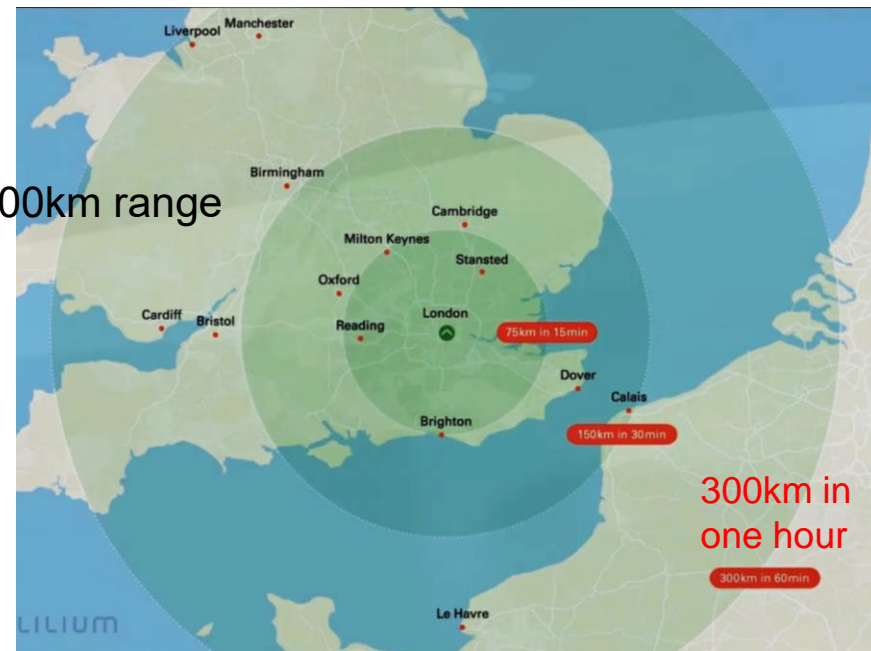 Liverpool
Manchester
Birmingham
00km range
Cambridge
Milton Keynes
Stansted
Oxford
London
Cardiff
Bristol
Reading
75km in 15min
Dover
Calais
Brighton
150km in 30min
300km in
one hour
300km in 60min
Le Havre
LILIUM